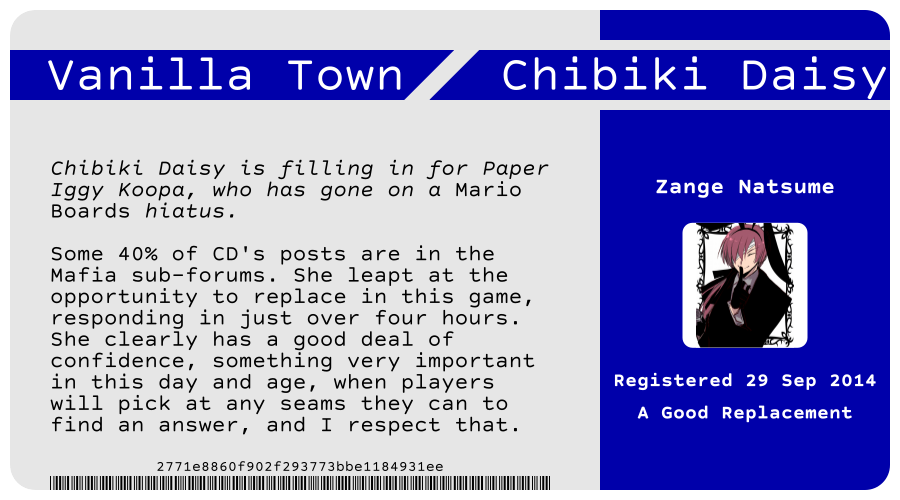 Vanilla Town
Chibiki Daisy
Chibiki Daisy is filling in for Paper
Iggy Koopa, who has gone on a Mario
Boards hiatus.
Some 40% of CD's posts are in the
Mafia sub-forums. She leapt at the
opportunity to replace in this game,
responding in just over four hours.
She clearly has a good deal of
confidence, something very important
in this day and age, when players
will pick at any seams they can to
find an answer, and I respect that.
2771e8860f902f293773bbe1184931ee
Zange Natsume
Registered 29 Sep 2014
A Good Replacement